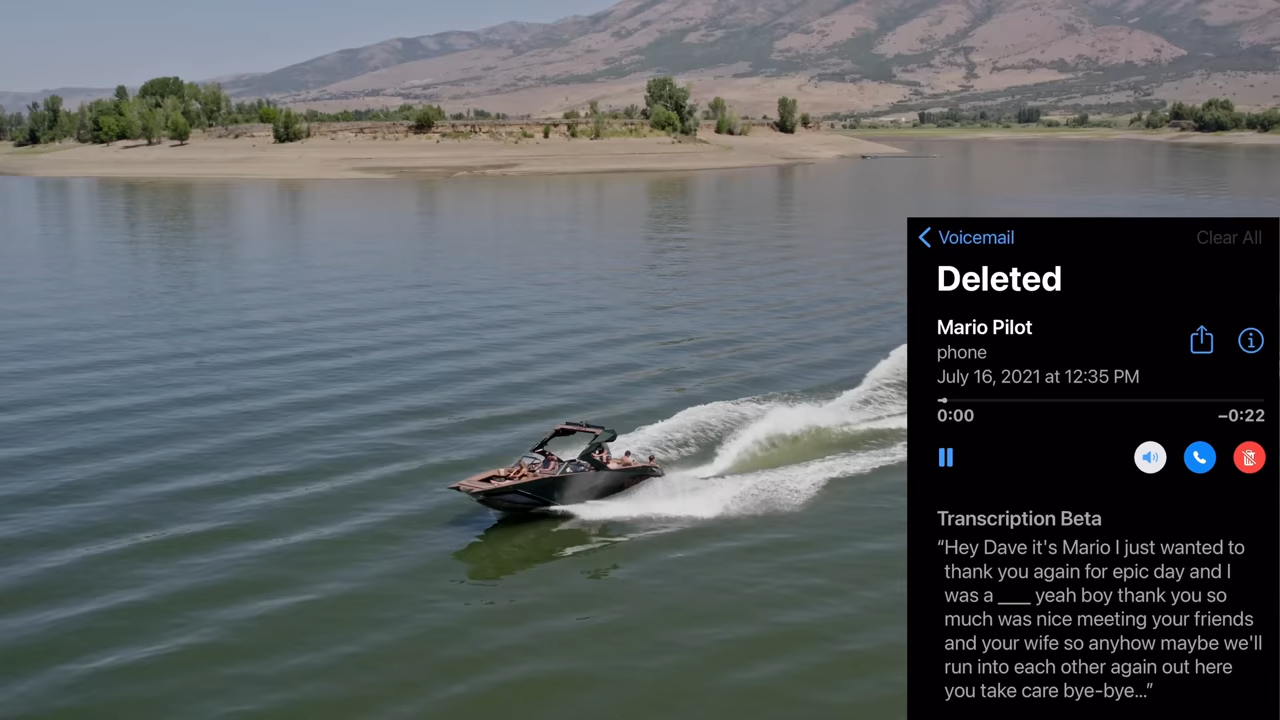 Voicemail
Clear All
Deleted
Mario Pilot
phone
July 16, 2021 at 12:35 PM
0:00
–0:22
Transcription Beta
“Hey Dave it's Mario I just wanted to
thank you again for epic day and I
was a ___ yeah boy thank you so
much was nice meeting your friends
and your wife so anyhow maybe we'll
run into each other again out here
you take care bye-bye...”